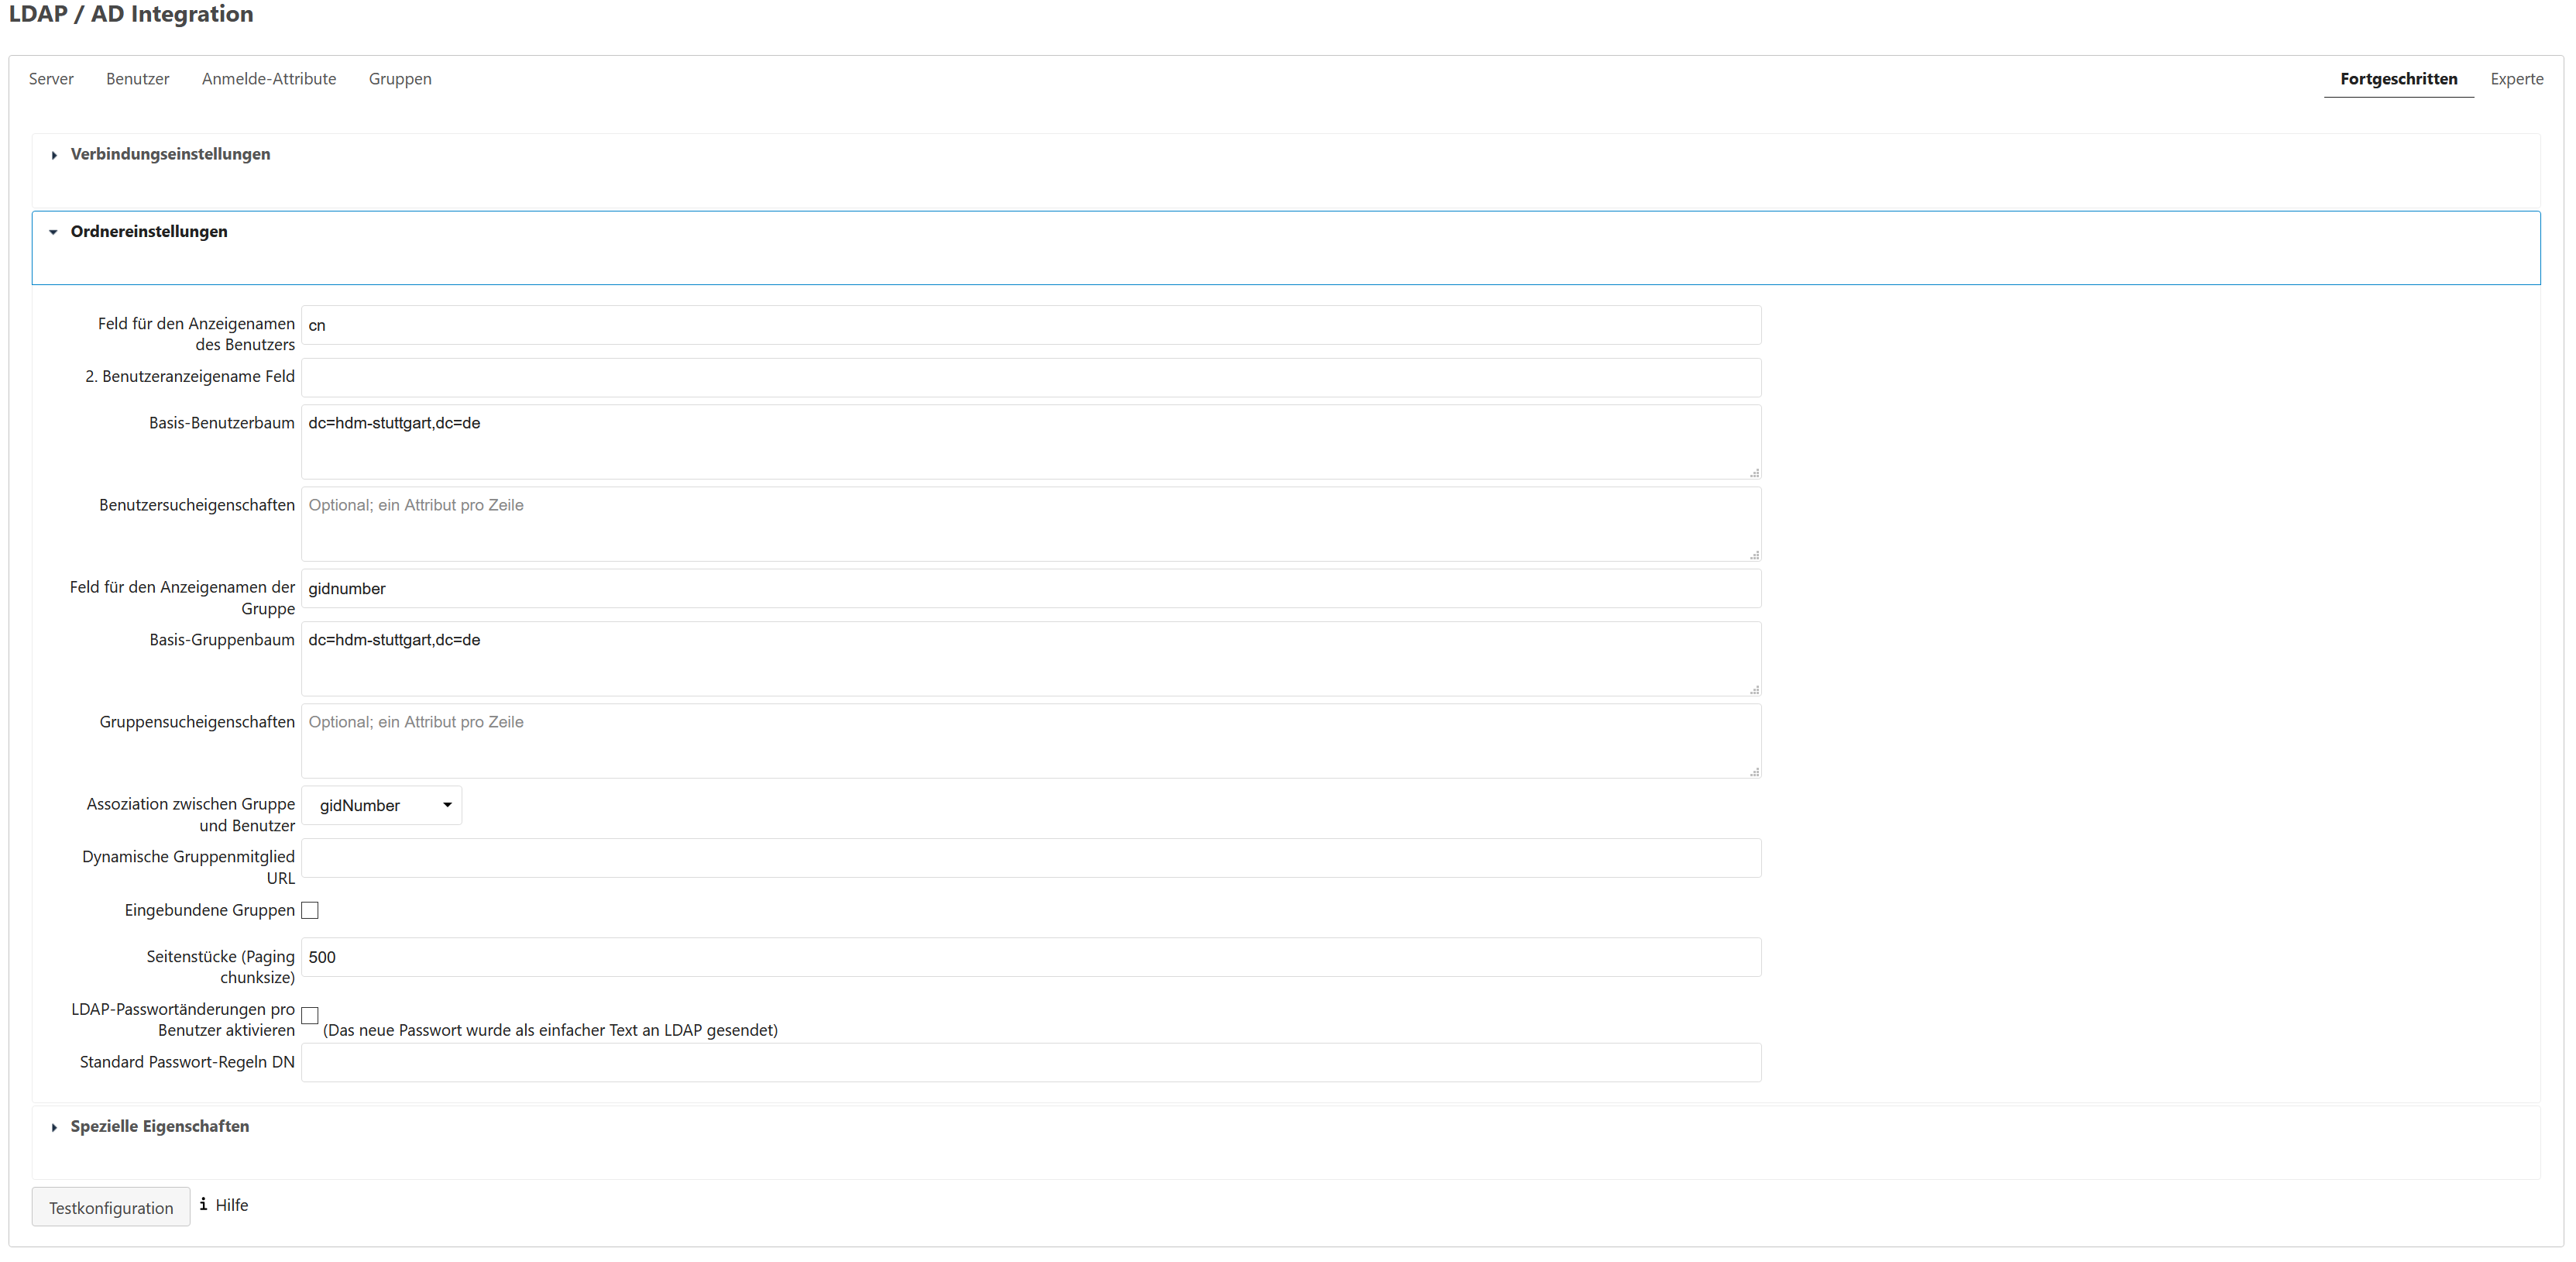 LDAP / AD Integration
Server Benutzer Anmelde-Attribute Gruppen Fortgeschritten Experte
Verbindungseinstellungen
Ordnereinstellungen
Feld für den Anzeigenamen
des Benutzers
cn
2. Benutzeranzeigename Feld
Basis-Benutzerbaum
dc=hdm-stuttgart,dc=de
Benutzersucheigenschaften
Optional; ein Attribut pro Zeile
Feld für den Anzeigenamen der
Gruppe
gidnumber
Basis-Gruppenbaum
dc=hdm-stuttgart,dc=de
Gruppensucheigenschaften
Optional; ein Attribut pro Zeile
Assoziation zwischen Gruppe
und Benutzer
gidNumber
Dynamische Gruppenmitglied
URL
Eingebundene Gruppen
Seitenstücke (Paging
chunksize)
500
LDAP-Passwortänderungen pro
Benutzer aktivieren
(Das neue Passwort wurde als einfacher Text an LDAP gesendet)
Standard Passwort-Regeln DN
Spezielle Eigenschaften
Testkonfiguration
i Hilfe